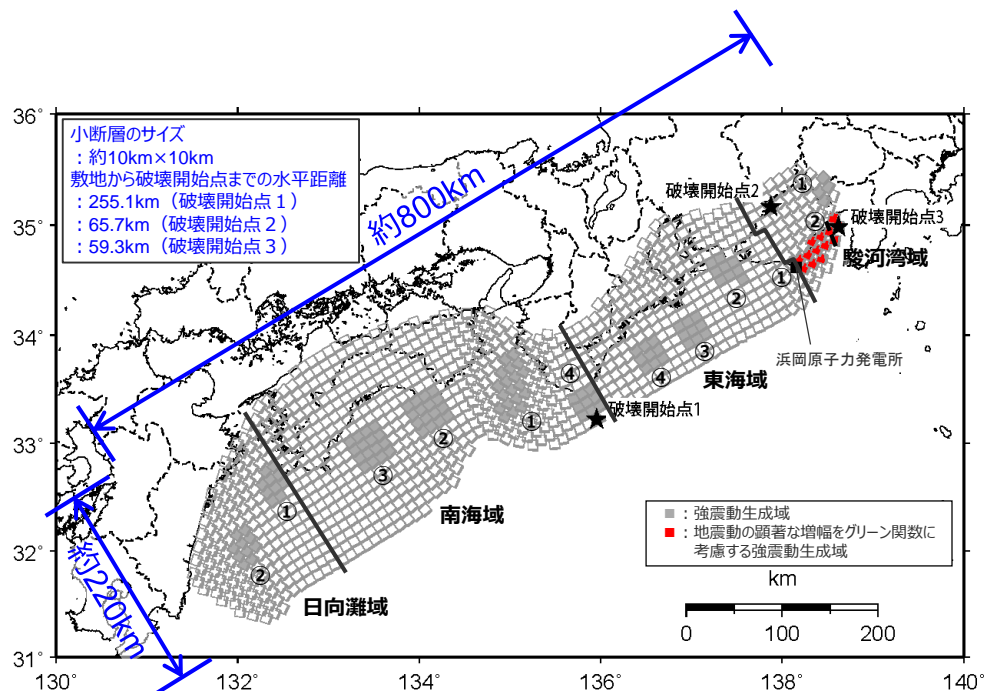 約800km
36°
小断層のサイズ
：約10km×10km
敷地から破壊開始点までの水平距離
：255.1km（破壊開始点１）
：65.7km（破壊開始点２）
：59.3km（破壊開始点３）
①
破壊開始点2
②
破壊開始点3
35°
駿河湾域
①
②
34°
浜岡原子力発電所
③
④
④
東海域
破壊開始点1
①
②
33°
③
南海域
①
強震動生成域
：地震動の顕著な増幅をグリーン関数に
考慮する強震動生成域
32°
②
約220km
日向灘域
km
0 100 200
31°
130° 132° 134° 136° 138° 140°